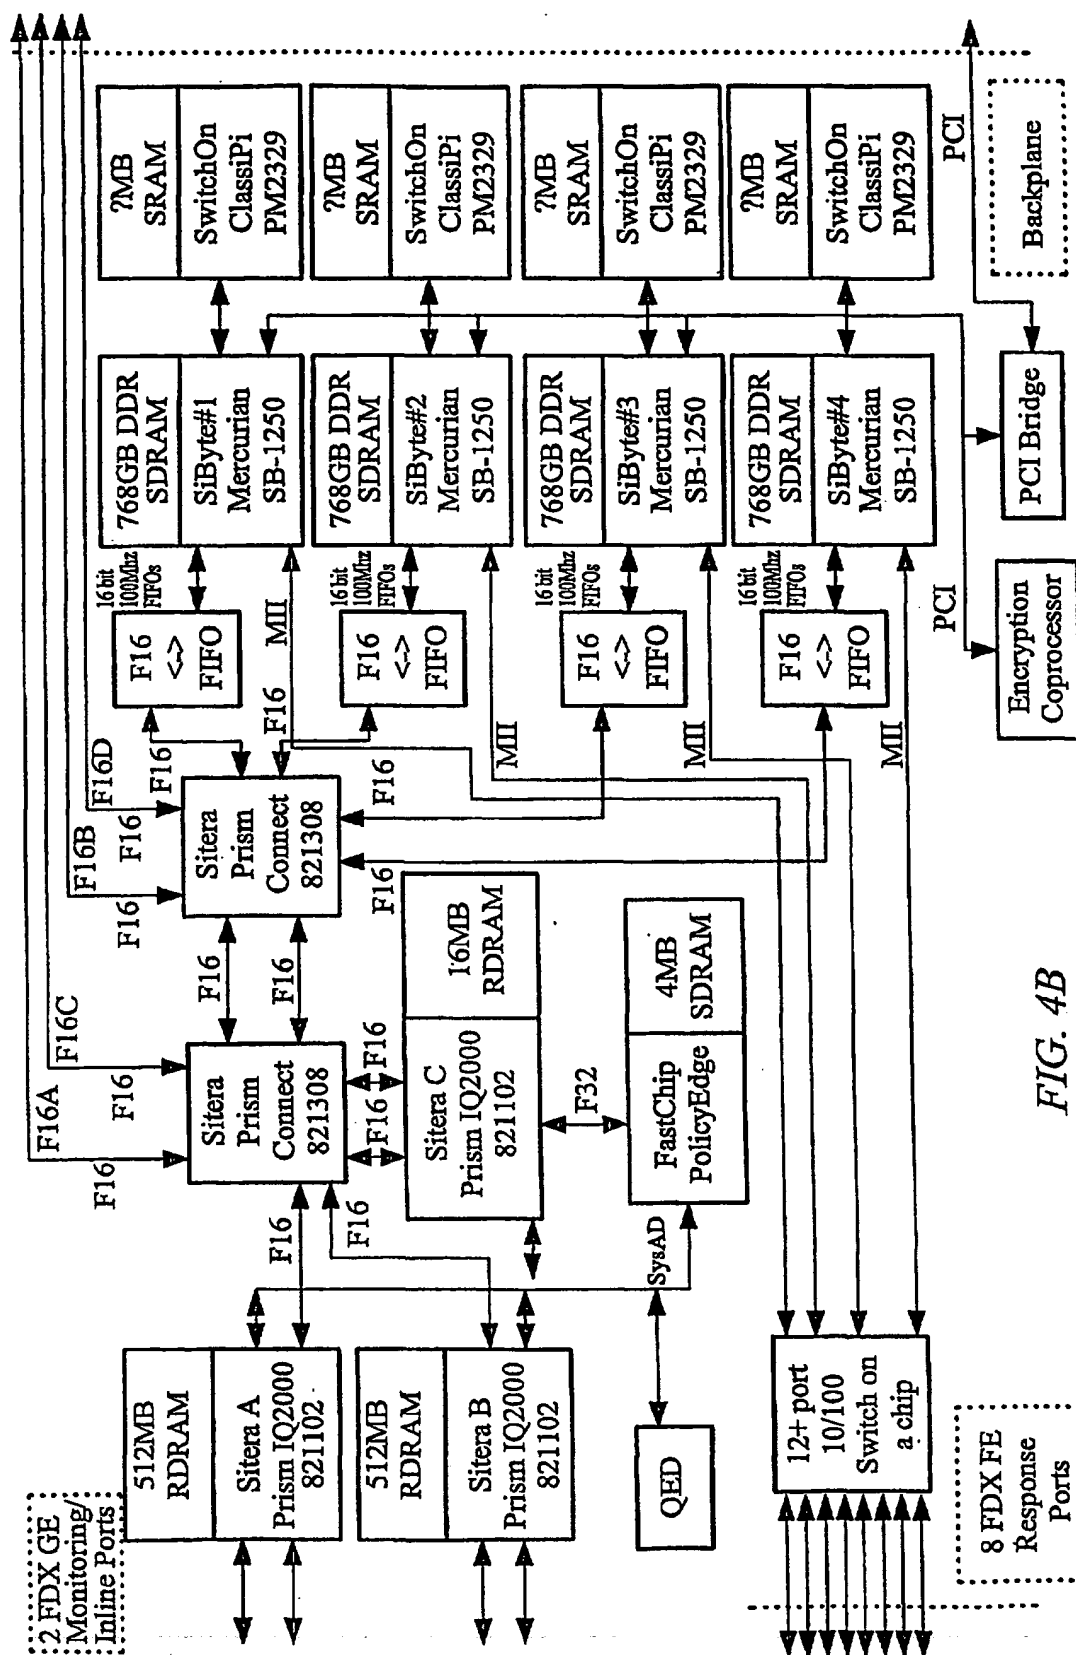 2 FDX GE
Monitoring/
Inline Ports
512MB
RDRAM
Sitera A
Prism IQ2000
821102
512MB
RDRAM
Sitera B
Prism IQ2000
821102
QED
SysAD
12+ port
10/100
Switch on
a chip
8 FDX FE
Response
Ports
F16A
F16
F16C
F16
Sitera
Prism
Connect
821308
F16
F16
F16
F16
Sitera C
Prism IQ2000
821102
16MB
RDRAM
F32
FastChip
PolicyEdge
4MB
SDRAM
F16
F16
F16B
F16
F16D
F16
Sitera
Prism
Connect
821308
F16
F16
F16
F16
F16
<->
FIFO
16 bit
100Mhz
FIFOs
MII
F16
<->
FIFO
16 bit
100Mhz
FIFOs
MII
F16
<->
FIFO
16 bit
100Mhz
FIFOs
MII
F16
<->
FIFO
16 bit
100Mhz
FIFOs
MII
768GB DDR
SDRAM
SiByte#1
Mercurian
SB-1250
768GB DDR
SDRAM
SiByte#2
Mercurian
SB-1250
768GB DDR
SDRAM
SiByte#3
Mercurian
SB-1250
768GB DDR
SDRAM
SiByte#4
Mercurian
SB-1250
PCI
Encryption
Coprocessor
PCI Bridge
?MB
SRAM
SwitchOn
ClassiPi
PM2329
?MB
SRAM
SwitchOn
ClassiPi
PM2329
?MB
SRAM
SwitchOn
ClassiPi
PM2329
?MB
SRAM
SwitchOn
ClassiPi
PM2329
PCI
Backplane
FIG. 4B